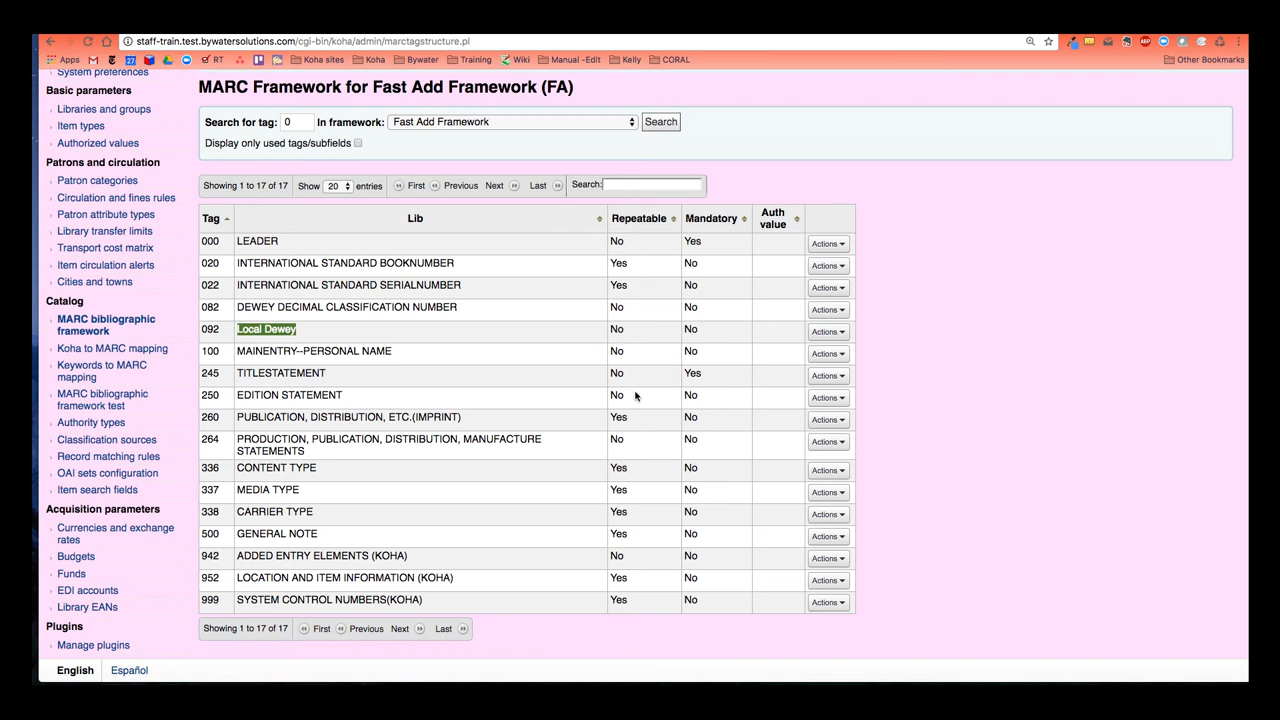 staff-train.test.bywatersolutions.com/cgi-bin/koha/admin/marctagstructure.pl
Apps RT Koha sites Koha Bywater Training Wiki Manual -Edit Kelly CORAL Other Bookmarks
System preferences
Basic parameters
Libraries and groups
Item types
Authorized values
Patrons and circulation
Patron categories
Circulation and fines rules
Patron attribute types
Library transfer limits
Transport cost matrix
Item circulation alerts
Cities and towns
Catalog
MARC bibliographic
framework
Koha to MARC mapping
Keywords to MARC
mapping
MARC bibliographic
framework test
Authority types
Classification sources
Record matching rules
OAI sets configuration
Item search fields
Acquisition parameters
Currencies and exchange
rates
Budgets
Funds
EDI accounts
Library EANs
Plugins
Manage plugins
English Español
MARC Framework for Fast Add Framework (FA)
Search for tag: 0 In framework: Fast Add Framework Search
Display only used tags/subfields
Showing 1 to 17 of 17 Show 20 entries First Previous Next Last Search:
Tag Lib Repeatable Mandatory Auth
value
000 LEADER No Yes Actions
020 INTERNATIONAL STANDARD BOOKNUMBER Yes No Actions
022 INTERNATIONAL STANDARD SERIALNUMBER Yes No Actions
082 DEWEY DECIMAL CLASSIFICATION NUMBER No No Actions
092 Local Dewey No No Actions
100 MAINENTRY--PERSONAL NAME No No Actions
245 TITLESTATEMENT No Yes Actions
250 EDITION STATEMENT No No Actions
260 PUBLICATION, DISTRIBUTION, ETC.(IMPRINT) Yes No Actions
264 PRODUCTION, PUBLICATION, DISTRIBUTION, MANUFACTURE No No Actions
STATEMENTS
336 CONTENT TYPE Yes No Actions
337 MEDIA TYPE Yes No Actions
338 CARRIER TYPE Yes No Actions
500 GENERAL NOTE Yes No Actions
942 ADDED ENTRY ELEMENTS (KOHA) No No Actions
952 LOCATION AND ITEM INFORMATION (KOHA) Yes No Actions
999 SYSTEM CONTROL NUMBERS(KOHA) Yes No Actions
Showing 1 to 17 of 17 First Previous Next Last